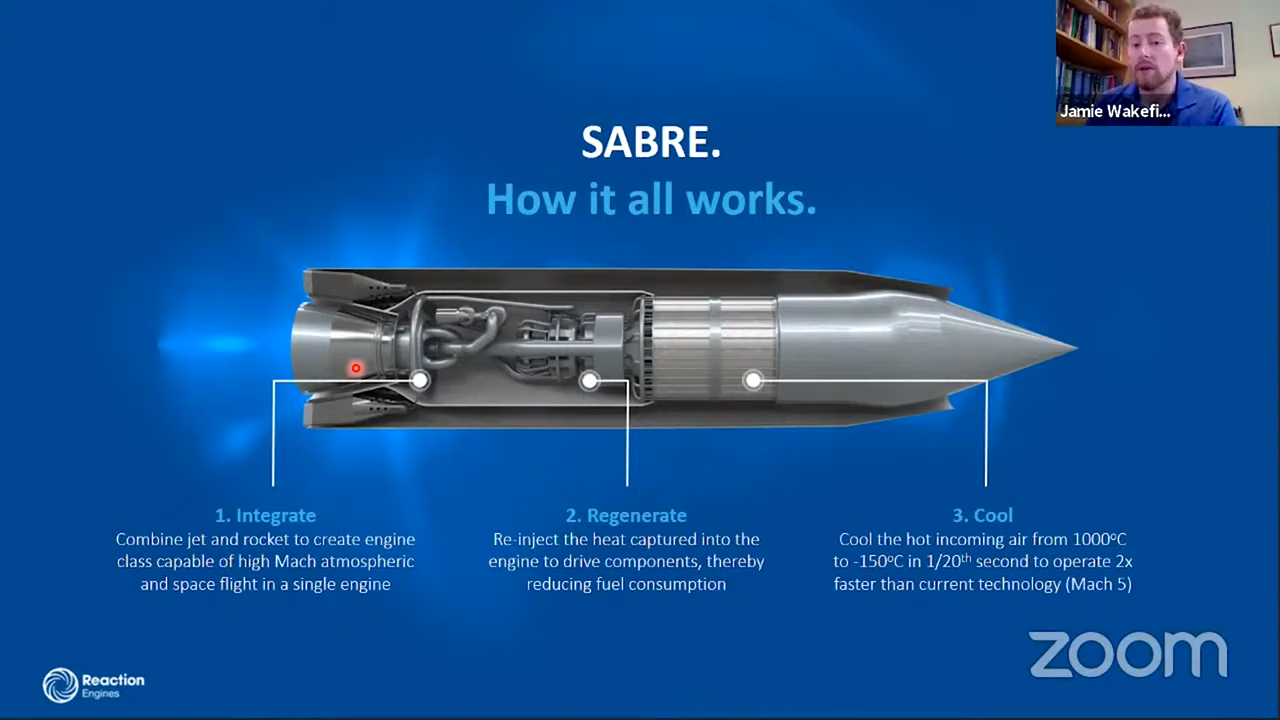 Jamie Wakefi...
SABRE.
How it all works.
1. Integrate
Combine jet and rocket to create engine
class capable of high Mach atmospheric
and space flight in a single engine
2. Regenerate
Re-inject the heat captured into the
engine to drive components, thereby
reducing fuel consumption
3. Cool
Cool the hot incoming air from 1000ºC
to -150ºC in 1/20ᵗʰ second to operate 2x
faster than current technology (Mach 5)
zoom
Reaction
Engines